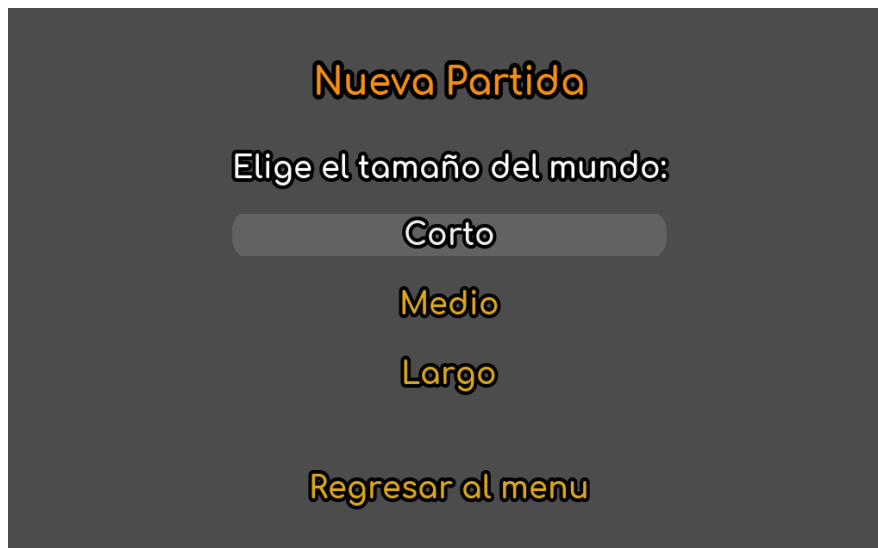 Nueva Partida
Elige el tamaño del mundo:
Corto
Medio
Largo
Regresar al menu